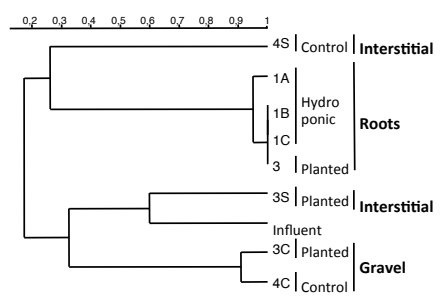 0,2 0,3 0,4 0,5 0,6 0,7 0,8 0,9 1
4S Control Interstitial
1A
Hydro
1B ponic
Roots
1C
3 Planted
3S Planted
Interstitial
Influent
3C Planted
Gravel
4C Control